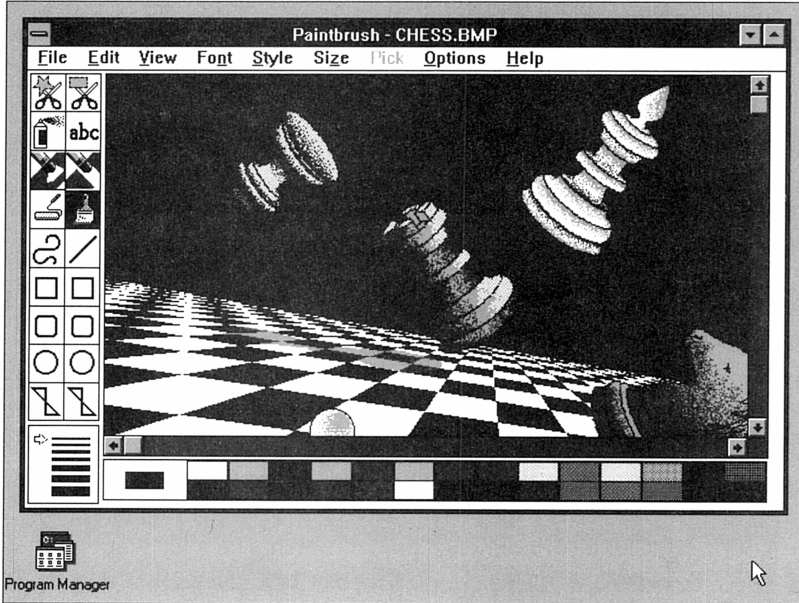 Paintbrush - CHESS.BMP
File Edit View Font Style Size Pick Options Help
abc
Program Manager